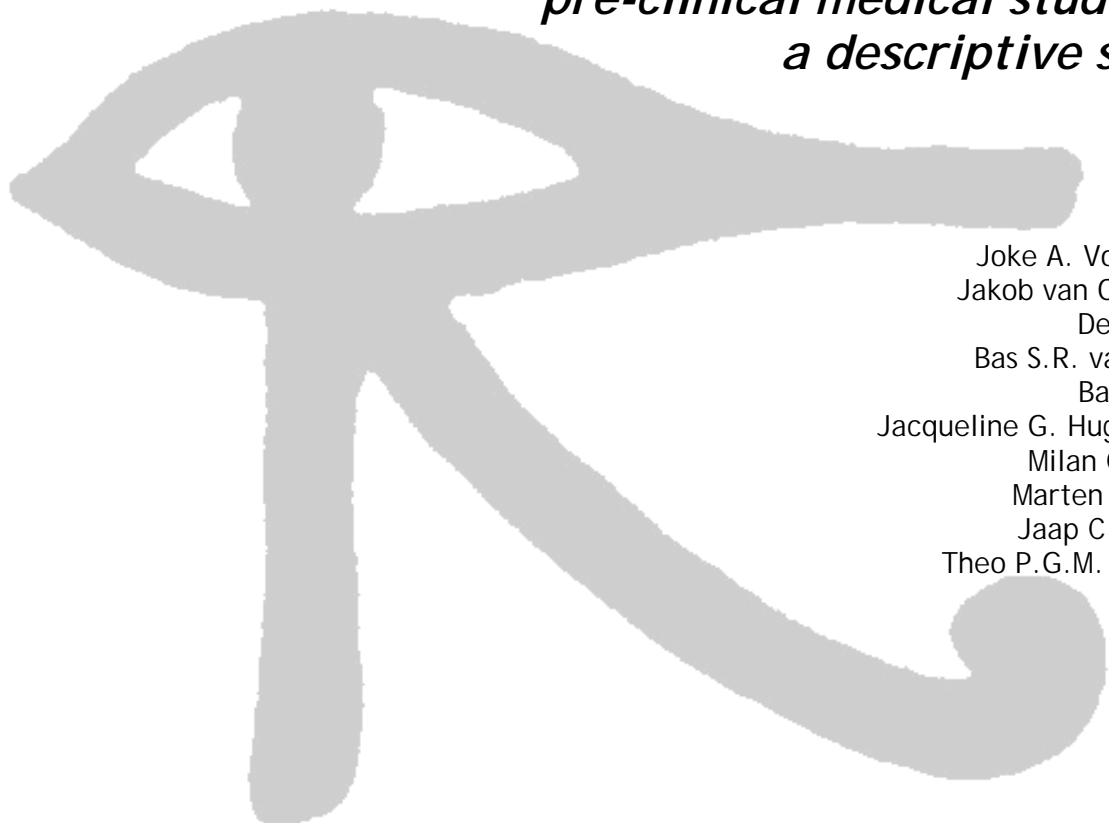 pre-clinical medical stud
a descriptive s
Joke A. Vo
Jakob van C
De
Bas S.R. va
Ba
Jacqueline G. Hug
Milan
Marten
Jaap C
Theo P.G.M.